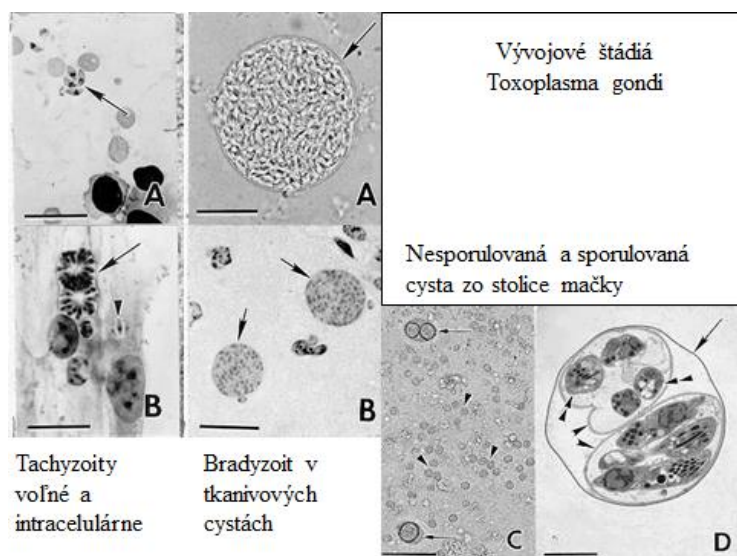 Vývojové štádiá
Toxoplasma gondi
A
A
Nesporulovaná a sporulovaná
cysta zo stolice mačky
B
B
C
D
Tachyzoity
voľné a
intracelulárne
Bradyzoit v
tkanivových
cystách